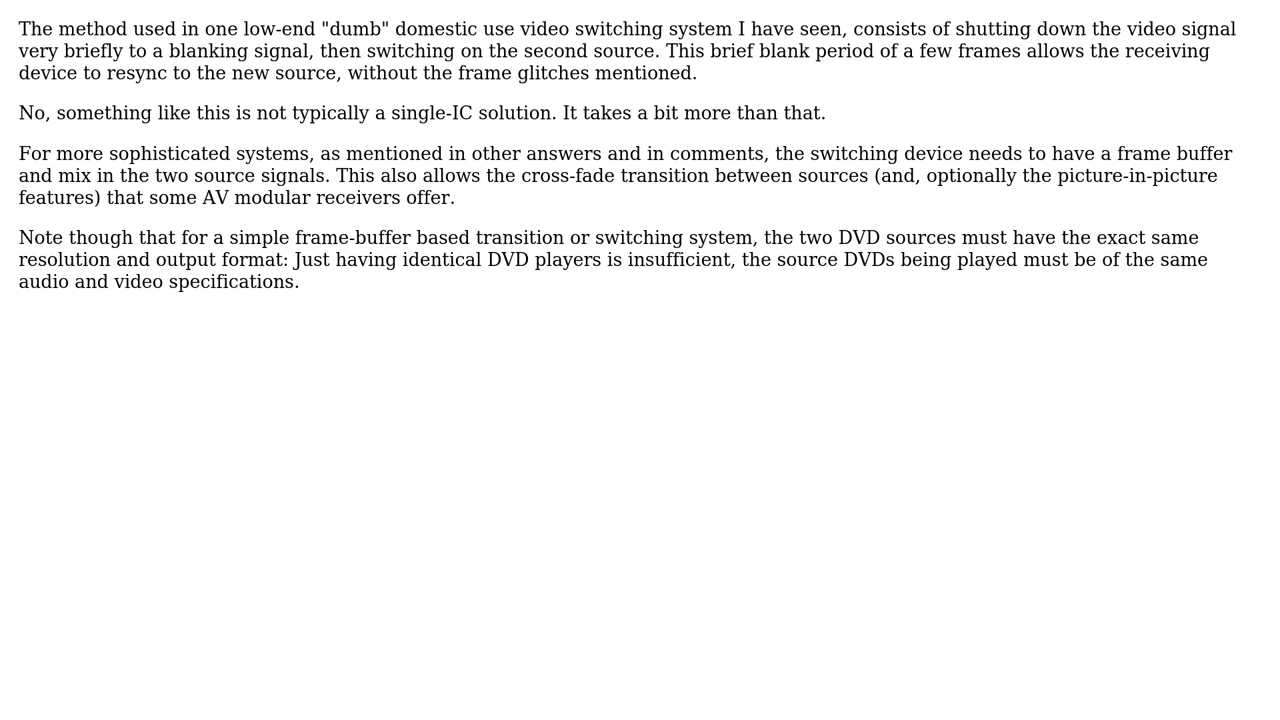 The method used in one low-end "dumb" domestic use video switching system I have seen, consists of shutting down the video signal
very briefly to a blanking signal, then switching on the second source. This brief blank period of a few frames allows the receiving
device to resync to the new source, without the frame glitches mentioned.
No, something like this is not typically a single-IC solution. It takes a bit more than that.
For more sophisticated systems, as mentioned in other answers and in comments, the switching device needs to have a frame buffer
and mix in the two source signals. This also allows the cross-fade transition between sources (and, optionally the picture-in-picture
features) that some AV modular receivers offer.
Note though that for a simple frame-buffer based transition or switching system, the two DVD sources must have the exact same
resolution and output format: Just having identical DVD players is insufficient, the source DVDs being played must be of the same
audio and video specifications.